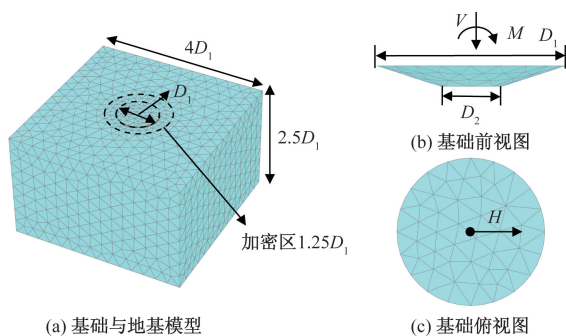 4D₁
D₁
2.5D₁
加密区1.25D₁
(a) 基础与地基模型
V
M
D₁
D₂
(b) 基础前视图
H
(c) 基础俯视图